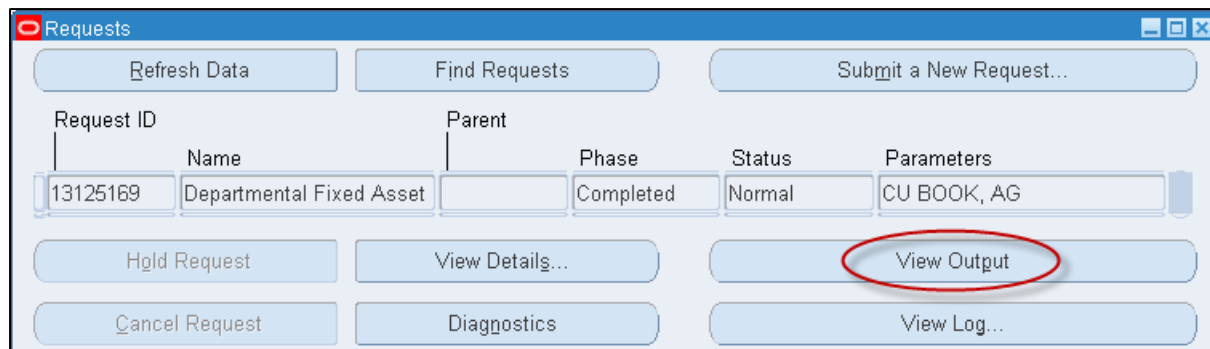 Requests
Refresh Data Find Requests Submit a New Request...
Request ID Parent
Name Phase Status Parameters
13125169 Departmental Fixed Asset Completed Normal CU BOOK, AG
Hold Request View Details... View Output
Cancel Request Diagnostics View Log...